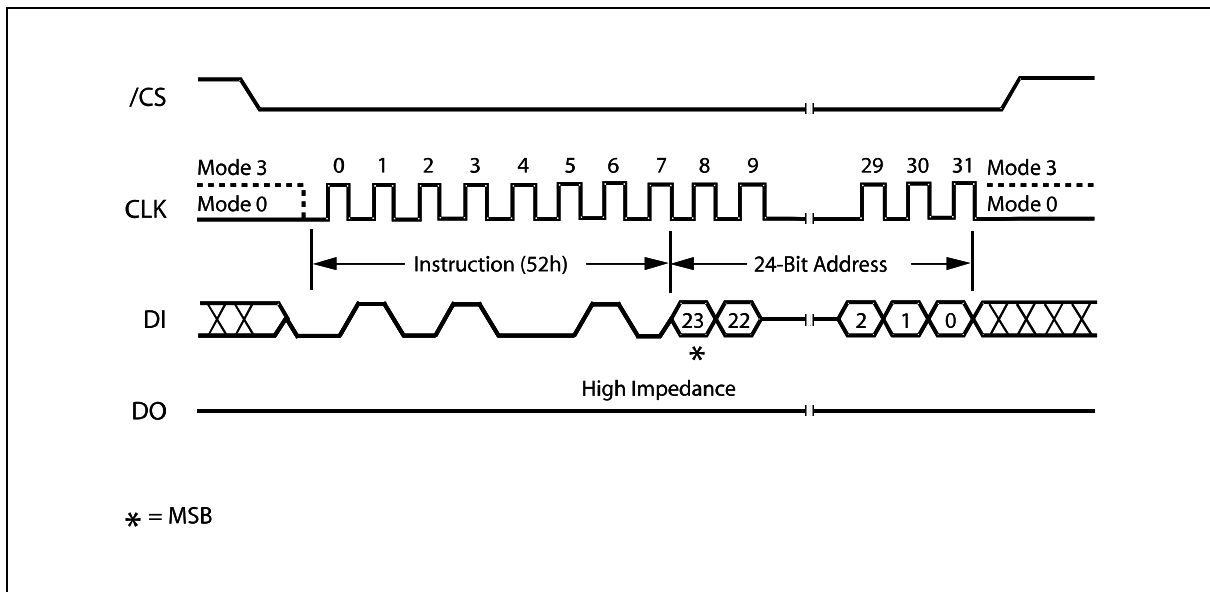 /CS
Mode 3 0 1 2 3 4 5 6 7 8 9 29 30 31 Mode 3
CLK Mode 0 Mode 0
Instruction (52h) 24-Bit Address
DI 23 22 2 1 0
*
High Impedance
DO
* = MSB